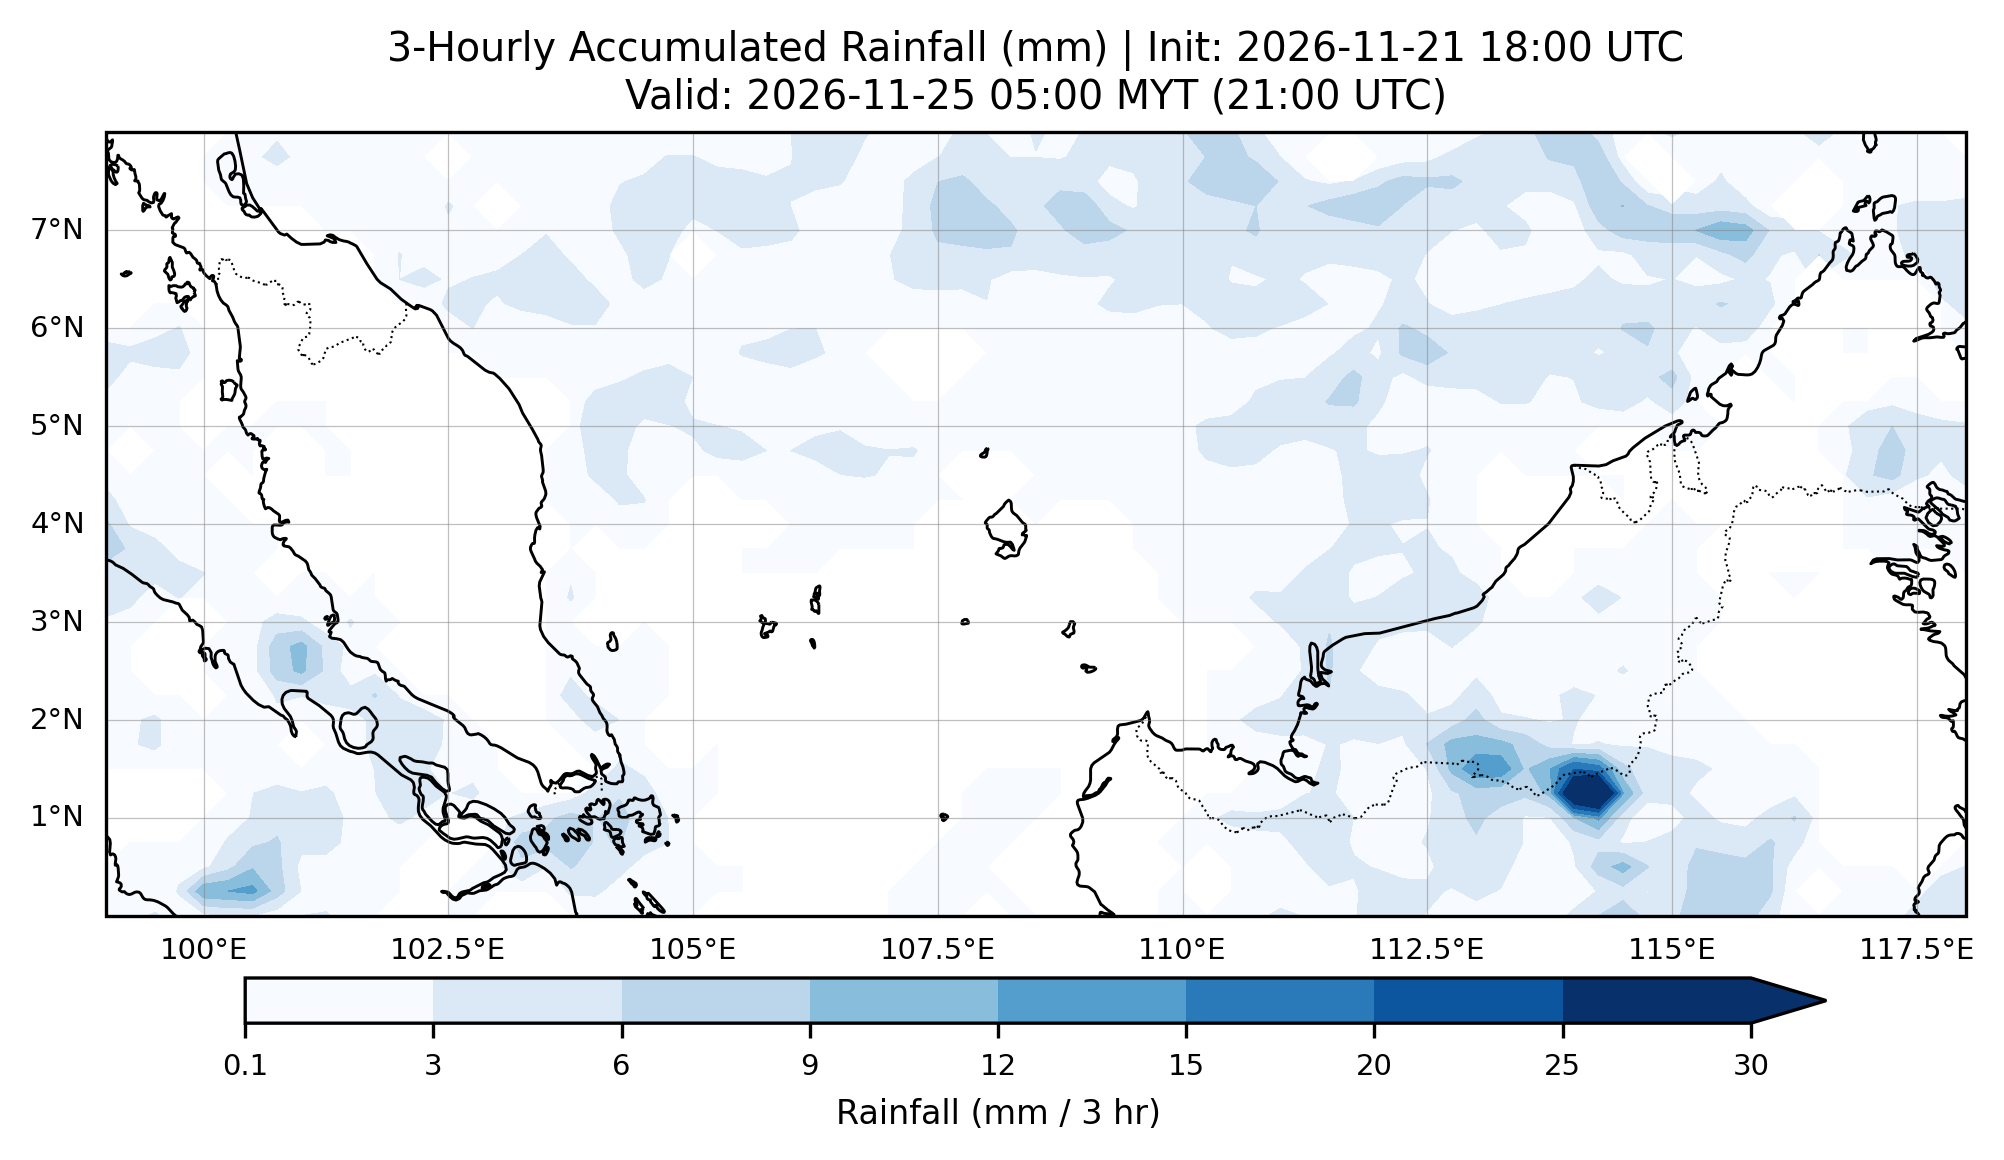 3-Hourly Accumulated Rainfall (mm) | Init: 2026-11-21 18:00 UTC
Valid: 2026-11-25 05:00 MYT (21:00 UTC)
7°N
6°N
5°N
4°N
3°N
2°N
1°N
100°E 102.5°E 105°E 107.5°E 110°E 112.5°E 115°E 117.5°E
0.1 3 6 9 12 15 20 25 30
Rainfall (mm / 3 hr)